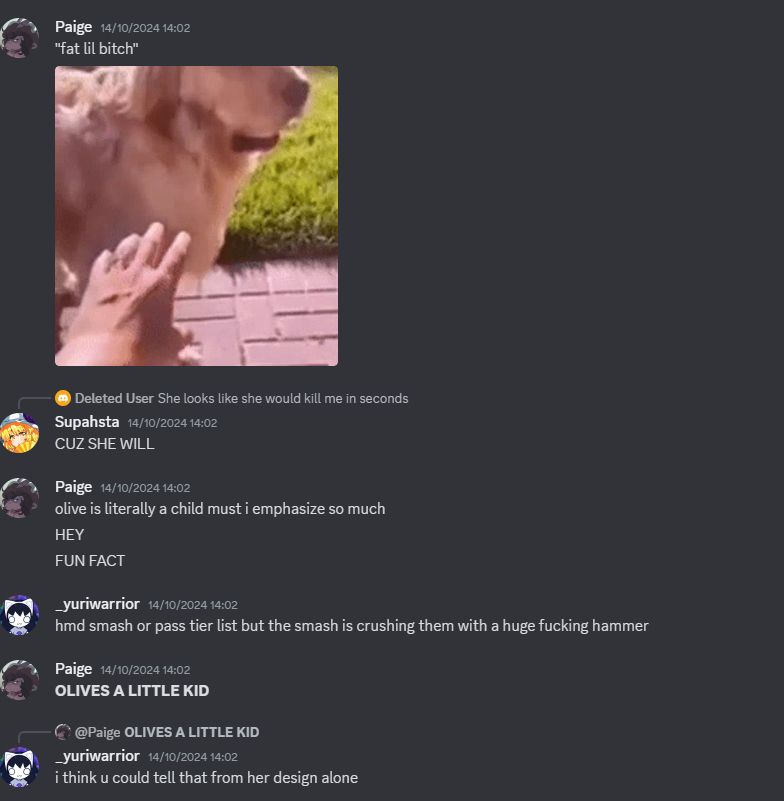 Paige 14/10/2024 14:02
"fat lil bitch"
Deleted User She looks like she would kill me in seconds
Supahsta 14/10/2024 14:02
CUZ SHE WILL
Paige 14/10/2024 14:02
olive is literally a child must i emphasize so much
HEY
FUN FACT
_yuriwarrior 14/10/2024 14:02
hmd smash or pass tier list but the smash is crushing them with a huge fucking hammer
Paige 14/10/2024 14:02
OLIVES A LITTLE KID
@Paige OLIVES A LITTLE KID
_yuriwarrior 14/10/2024 14:02
i think u could tell that from her design alone